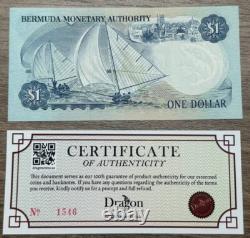 BERMUDA MONETARY AUTHORITY
$1
$1
$1
ONE DOLLAR
CERTIFICATE
OF AUTHENTICITY
This document serves as our 100% guarantee of product authenticity for our esteemed
coins and banknotes. If you have any questions regarding the authenticity of the items
you receive, kindly notify us for a prompt and full refund.
Dragon
No 1546